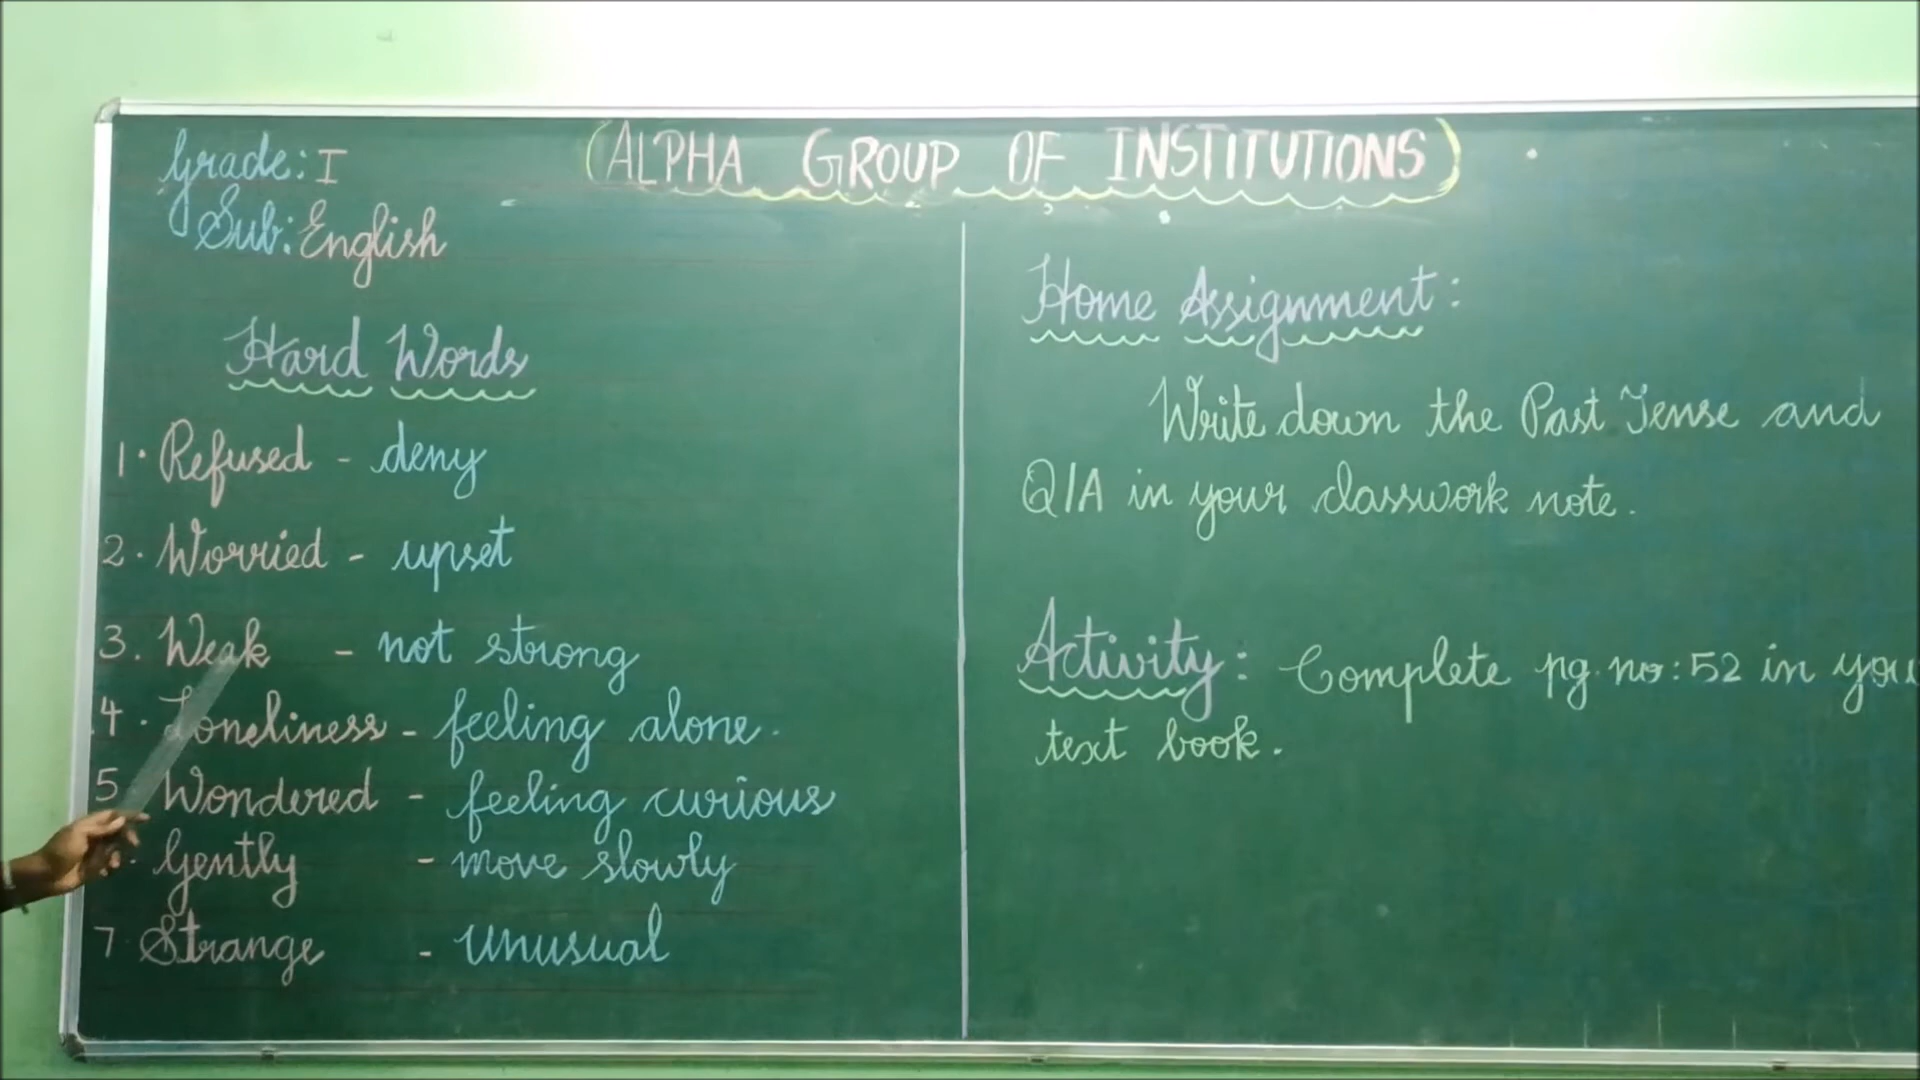 Grade: I
Sub: English
(ALPHA GROUP OF INSTITUTIONS)
Hard Words
1. Refused - deny
2. Worried - upset
3. Weak - not strong
4. Loneliness - feeling alone.
5 Wondered - feeling curious
. Gently - move slowly
7. Strange - unusual
Home Assignment:
Write down the Past Tense and
Q/A in your classwork note.
Activity: Complete pg. no: 52 in you
text book.